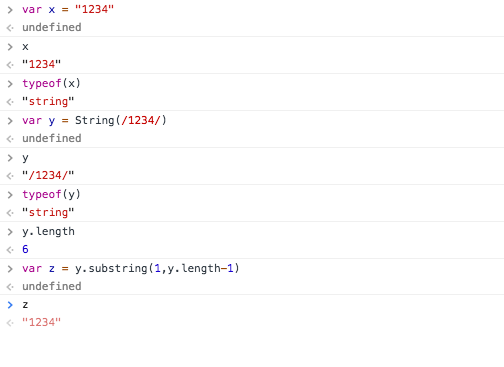 var x = "1234"
undefined
x
"1234"
typeof(x)
"string"
var y = String(/1234/)
undefined
y
"/1234/"
typeof(y)
"string"
y.length
6
var z = y.substring(1,y.length-1)
undefined
z
"1234"